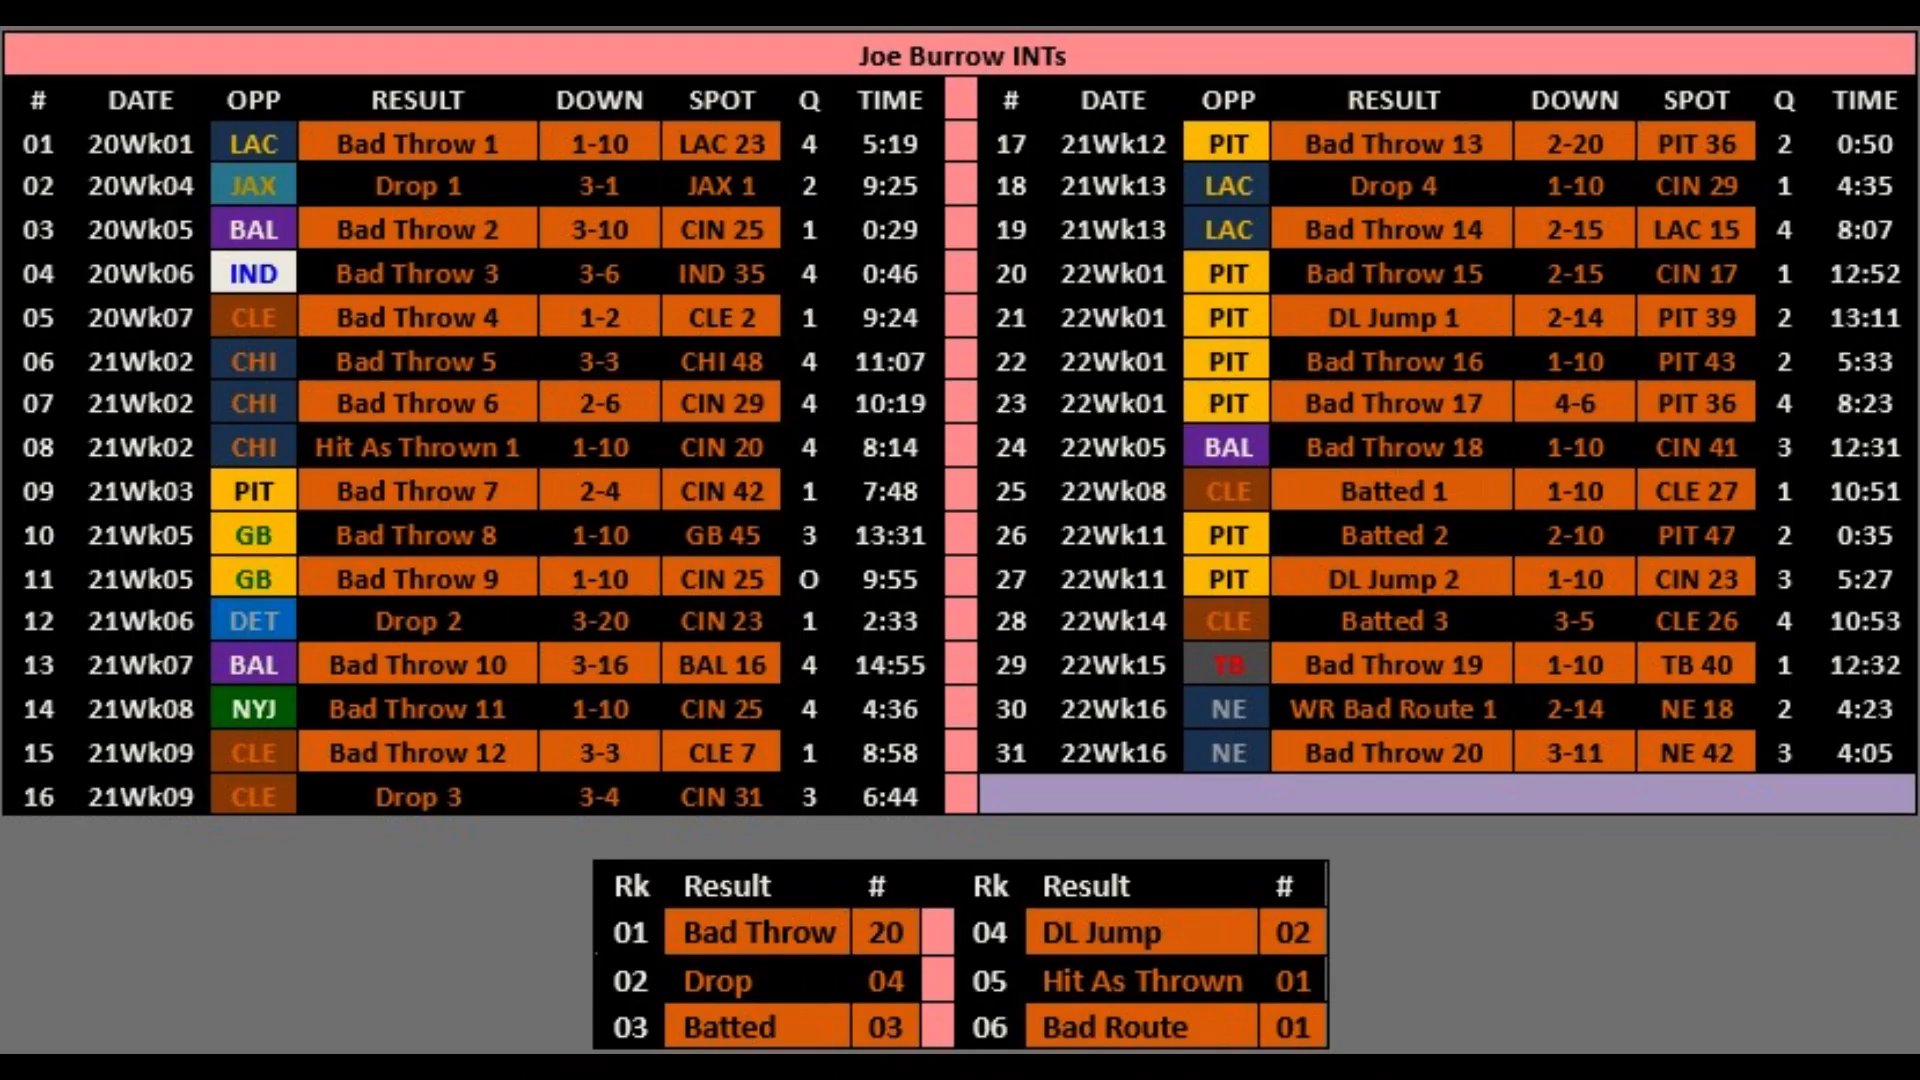 Joe Burrow INTs
# DATE OPP RESULT DOWN SPOT Q TIME # DATE OPP RESULT DOWN SPOT Q TIME
01 20Wk01 LAC Bad Throw 1 1-10 LAC 23 4 5:19 17 21Wk12 PIT Bad Throw 13 2-20 PIT 36 2 0:50
02 20Wk04 JAX Drop 1 3-1 JAX 1 2 9:25 18 21Wk13 LAC Drop 4 1-10 CIN 29 1 4:35
03 20Wk05 BAL Bad Throw 2 3-10 CIN 25 1 0:29 19 21Wk13 LAC Bad Throw 14 2-15 LAC 15 4 8:07
04 20Wk06 IND Bad Throw 3 3-6 IND 35 4 0:46 20 22Wk01 PIT Bad Throw 15 2-15 CIN 17 1 12:52
05 20Wk07 CLE Bad Throw 4 1-2 CLE 2 1 9:24 21 22Wk01 PIT DL Jump 1 2-14 PIT 39 2 13:11
06 21Wk02 CHI Bad Throw 5 3-3 CHI 48 4 11:07 22 22Wk01 PIT Bad Throw 16 1-10 PIT 43 2 5:33
07 21Wk02 CHI Bad Throw 6 2-6 CIN 29 4 10:19 23 22Wk01 PIT Bad Throw 17 4-6 PIT 36 4 8:23
08 21Wk02 CHI Hit As Thrown 1 1-10 CIN 20 4 8:14 24 22Wk05 BAL Bad Throw 18 1-10 CIN 41 3 12:31
09 21Wk03 PIT Bad Throw 7 2-4 CIN 42 1 7:48 25 22Wk08 CLE Batted 1 1-10 CLE 27 1 10:51
10 21Wk05 GB Bad Throw 8 1-10 GB 45 3 13:31 26 22Wk11 PIT Batted 2 2-10 PIT 47 2 0:35
11 21Wk05 GB Bad Throw 9 1-10 CIN 25 O 9:55 27 22Wk11 PIT DL Jump 2 1-10 CIN 23 3 5:27
12 21Wk06 DET Drop 2 3-20 CIN 23 1 2:33 28 22Wk14 CLE Batted 3 3-5 CLE 26 4 10:53
13 21Wk07 BAL Bad Throw 10 3-16 BAL 16 4 14:55 29 22Wk15 TB Bad Throw 19 1-10 TB 40 1 12:32
14 21Wk08 NYJ Bad Throw 11 1-10 CIN 25 4 4:36 30 22Wk16 NE WR Bad Route 1 2-14 NE 18 2 4:23
15 21Wk09 CLE Bad Throw 12 3-3 CLE 7 1 8:58 31 22Wk16 NE Bad Throw 20 3-11 NE 42 3 4:05
16 21Wk09 CLE Drop 3 3-4 CIN 31 3 6:44
Rk Result # Rk Result #
01 Bad Throw 20 04 DL Jump 02
02 Drop 04 05 Hit As Thrown 01
03 Batted 03 06 Bad Route 01